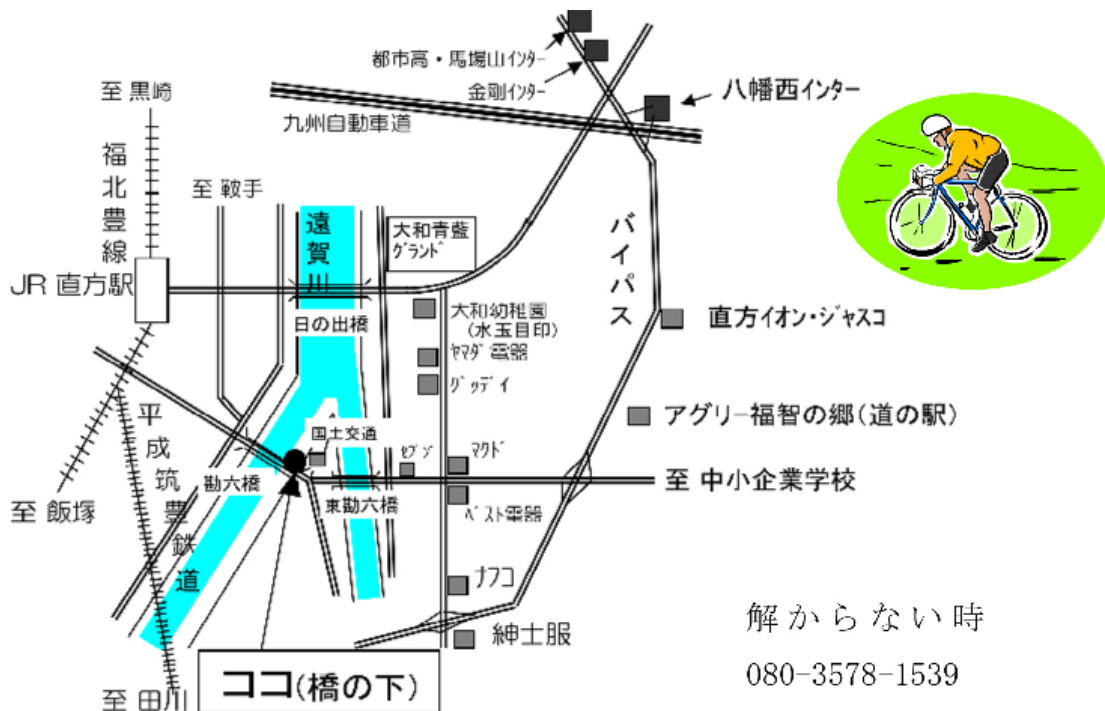 都市高・馬場山インター
金剛インター
八幡西インター
至 黒崎
九州自動車道
福北豊線
至 鞍手
遠賀川
大和青藍
グランド
バイパス
JR 直方駅
日の出橋
大和幼稚園
(水玉目印)
直方イオン・ジャスコ
ヤマダ電器
グッデイ
平成筑豊鉄道
アグリー福智の郷(道の駅)
国土交通
セブン
マクド
勘六橋
東勘六橋
至 中小企業学校
至 飯塚
ベスト電器
ナフコ
紳士服
ココ(橋の下)
至 田川
解からない時
080-3578-1539